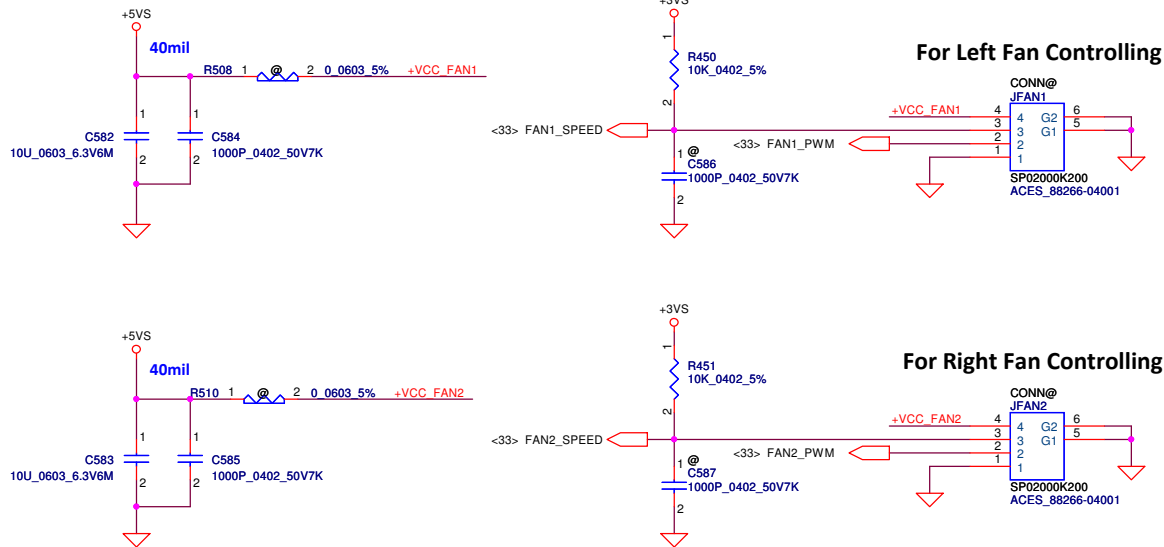 +5VS
40mil
R508 1 @ 2 0_0603_5% +VCC_FAN1
1
1
C582
10U_0603_6.3V6M
C584
1000P_0402_50V7K
2
2
+3VS
1
R450
10K_0402_5%
2
<33> FAN1_SPEED
1 @
C586
1000P_0402_50V7K
2
<33> FAN1_PWM
For Left Fan Controlling
CONN@
JFAN1
+VCC_FAN1 4 4 G2 6
3 3 G1 5
2 2
1 1
SP02000K200
ACES_88266-04001
+5VS
40mil
R510 1 @ 2 0_0603_5% +VCC_FAN2
1
1
C583
10U_0603_6.3V6M
C585
1000P_0402_50V7K
2
2
+3VS
1
R451
10K_0402_5%
2
<33> FAN2_SPEED
1 @
C587
1000P_0402_50V7K
2
<33> FAN2_PWM
For Right Fan Controlling
CONN@
JFAN2
+VCC_FAN2 4 4 G2 6
3 3 G1 5
2 2
1 1
SP02000K200
ACES_88266-04001